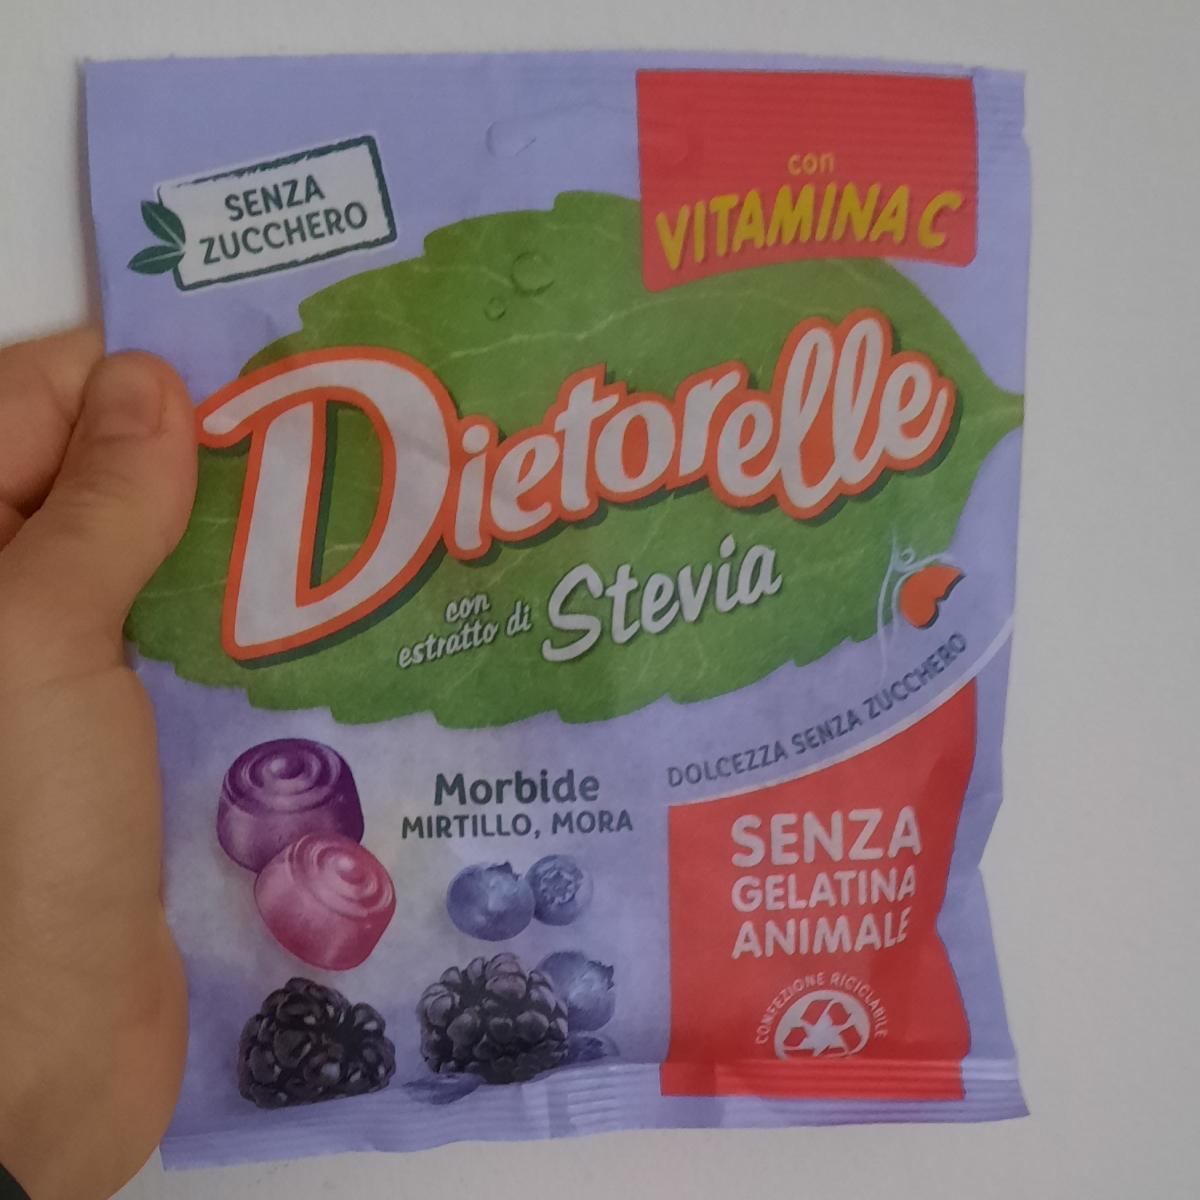 SENZA
ZUCCHERO
con
VITAMINA C
Dietorelle
con
estratto di Stevia
DOLCEZZA SENZA ZUCCHERO
Morbide
MIRTILLO, MORA
SENZA
GELATINA
ANIMALE
CONFEZIONE RICICLABILE